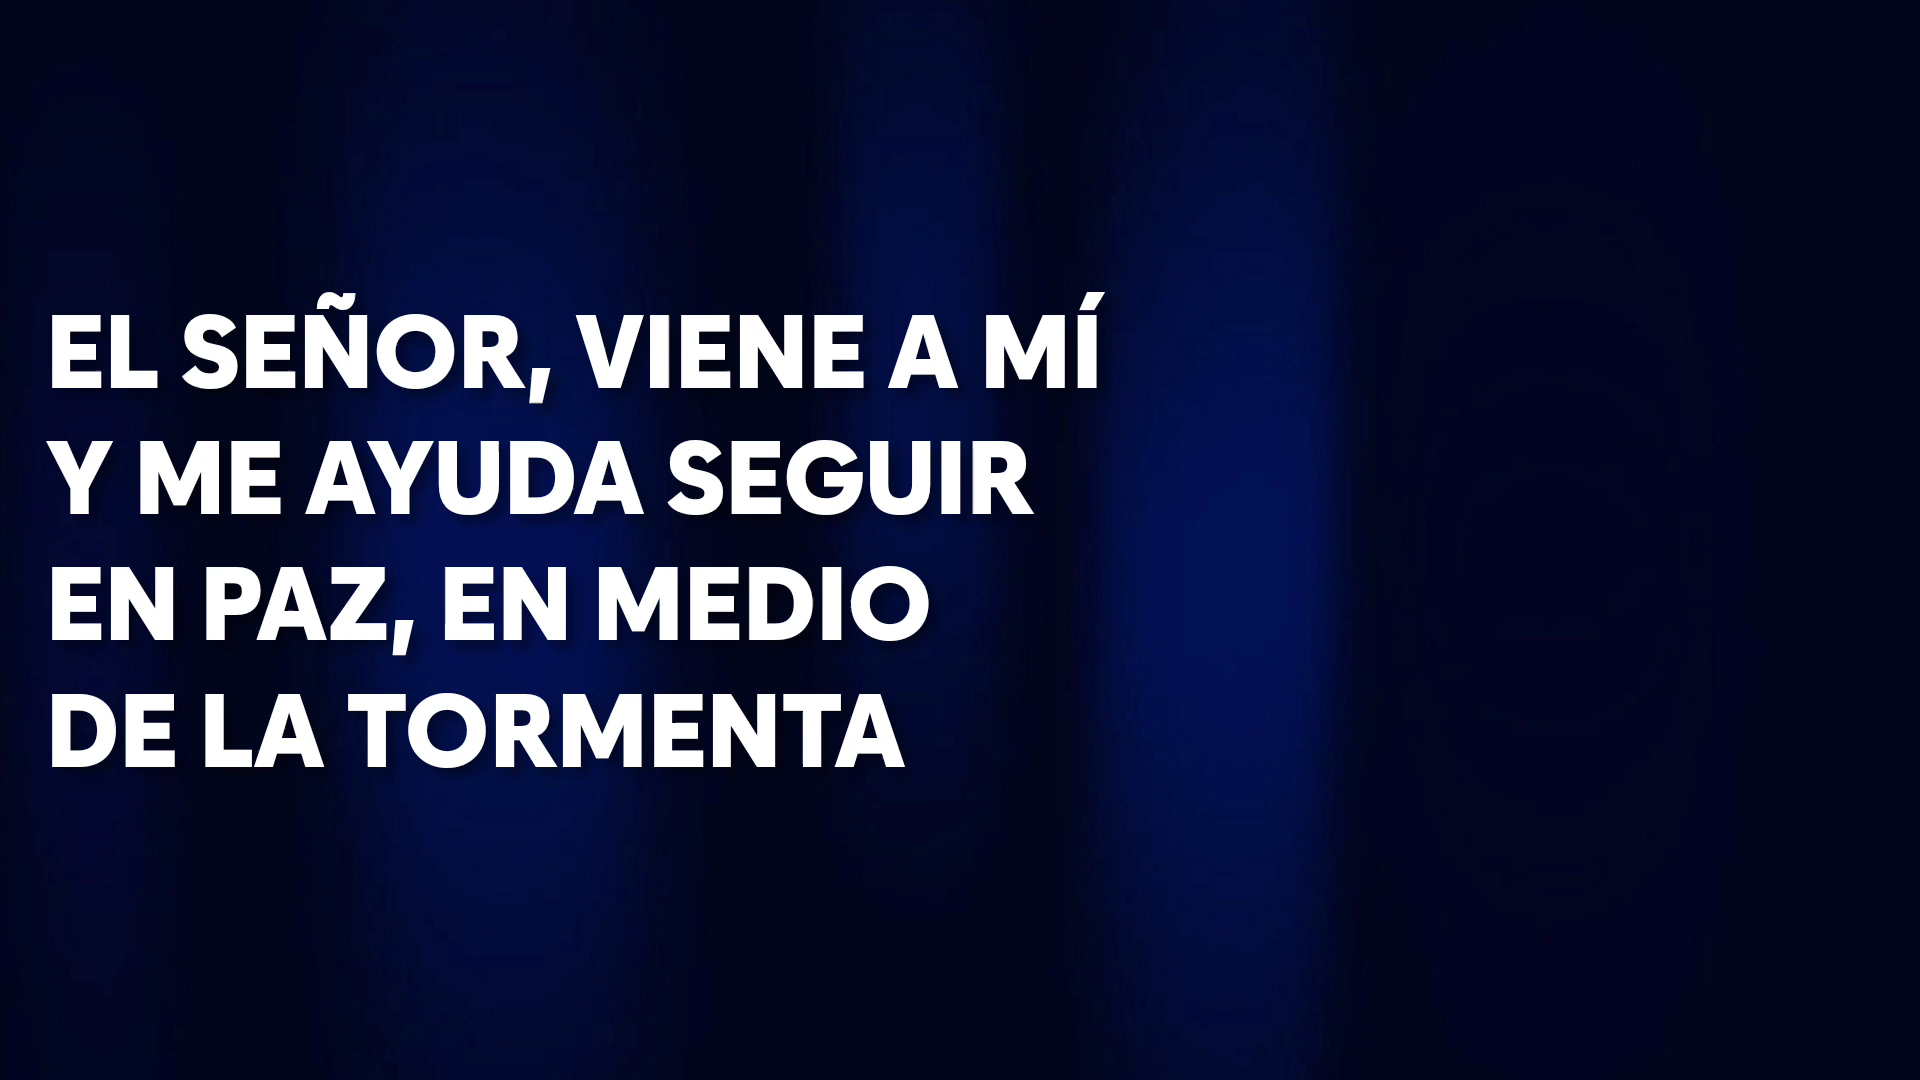 EL SEÑOR, VIENE A MÍ
Y ME AYUDA SEGUIR
EN PAZ, EN MEDIO
DE LA TORMENTA